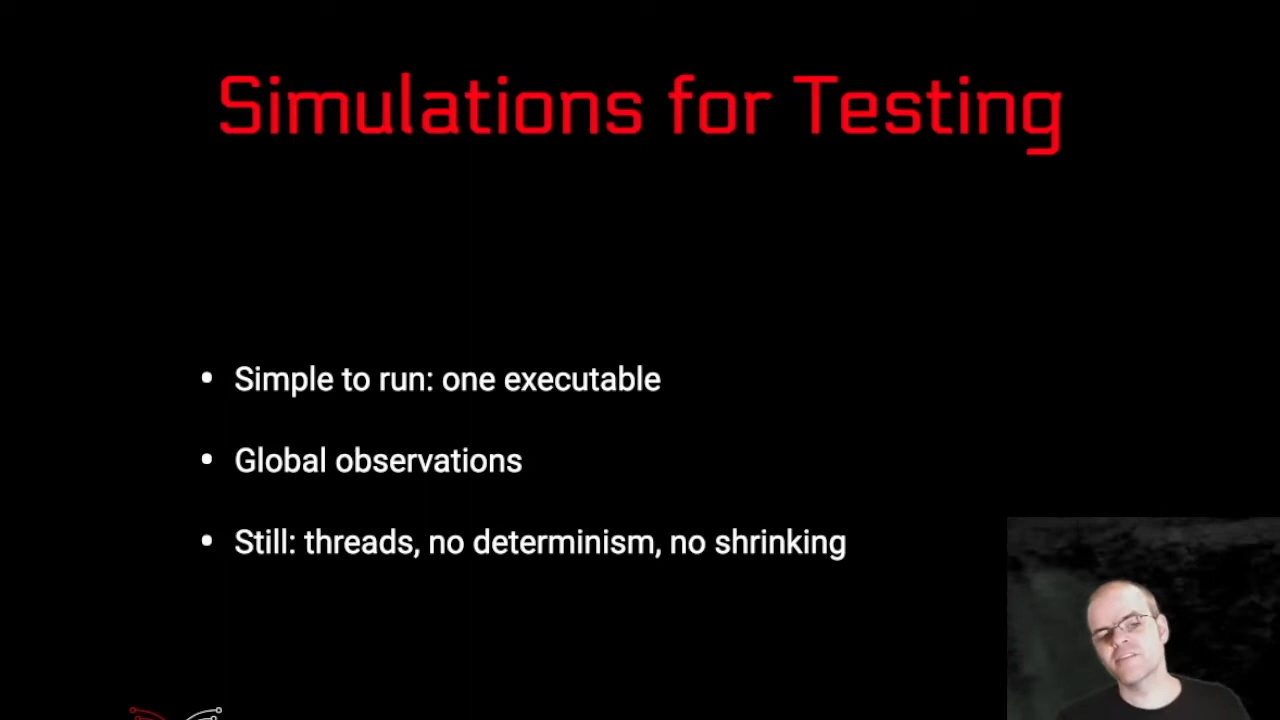 Simulations for Testing
• Simple to run: one executable
• Global observations
• Still: threads, no determinism, no shrinking